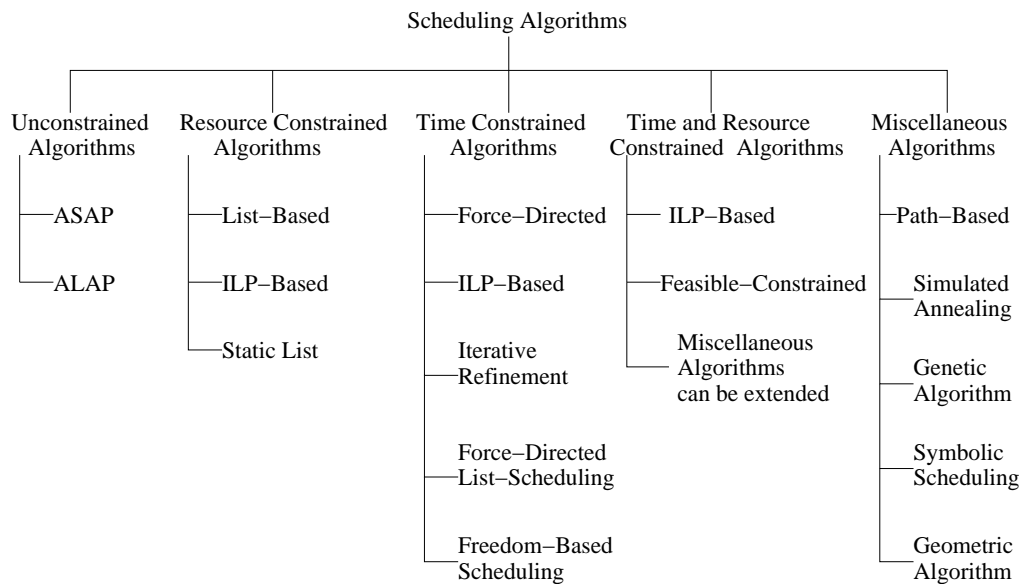 Scheduling Algorithms
Unconstrained
Algorithms
ASAP
ALAP
Resource Constrained
Algorithms
List−Based
ILP−Based
Static List
Time Constrained
Algorithms
Force−Directed
ILP−Based
Iterative
Refinement
Force−Directed
List−Scheduling
Freedom−Based
Scheduling
Time and Resource
Constrained Algorithms
ILP−Based
Feasible−Constrained
Miscellaneous
Algorithms
can be extended
Miscellaneous
Algorithms
Path−Based
Simulated
Annealing
Genetic
Algorithm
Symbolic
Scheduling
Geometric
Algorithm